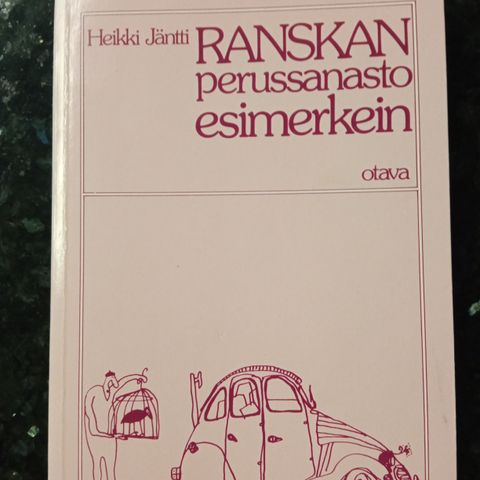 Heikki Jäntti RANSKAN
perussanasto
esimerkein
otava